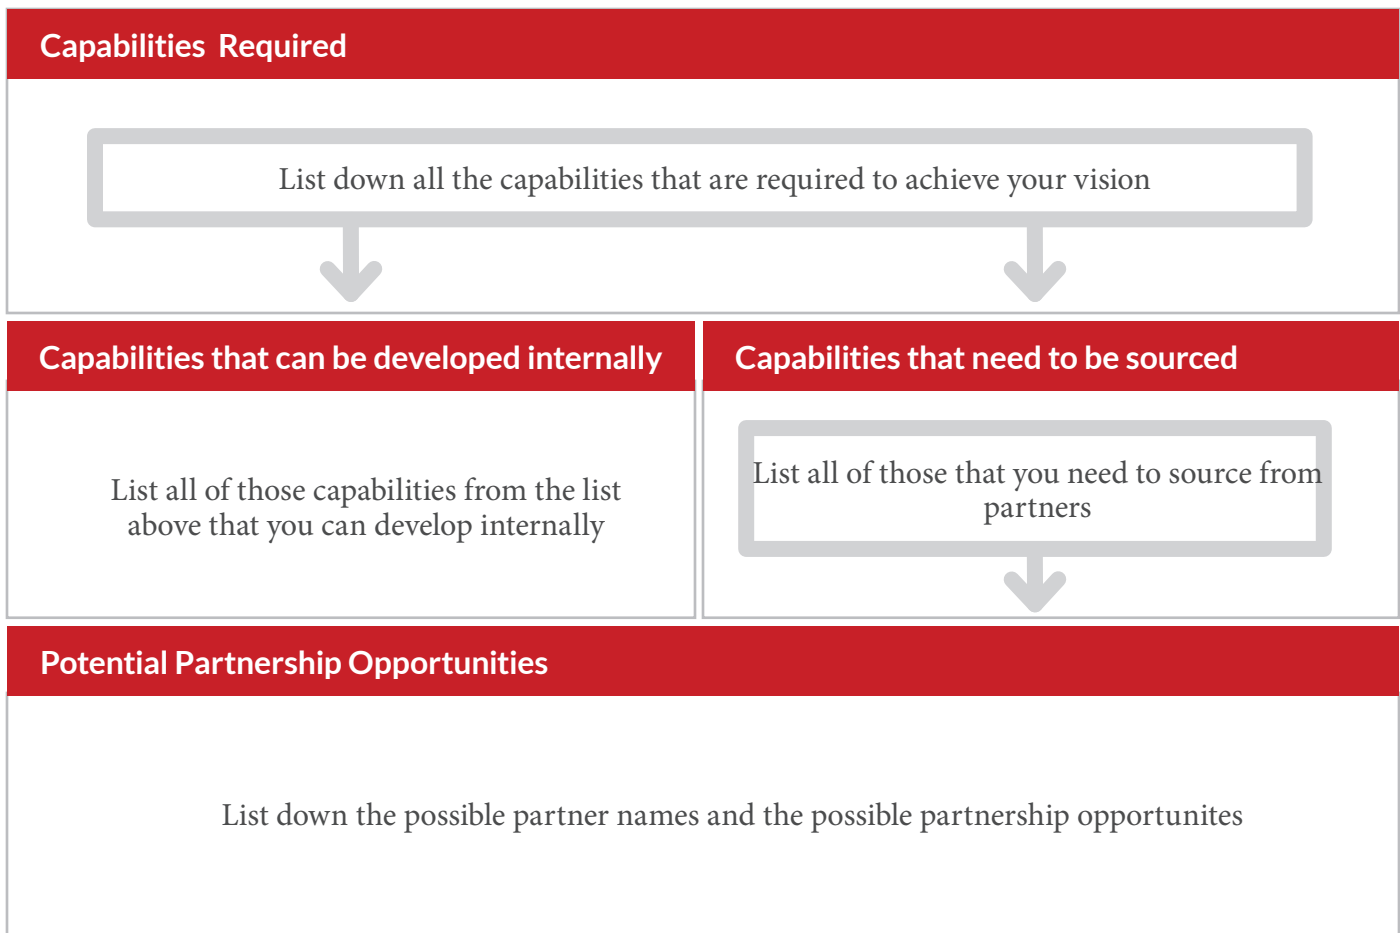 Capabilities  Required
List down all the capabilities that are required to achieve your vision
Capabilities that can be developed internally
List all of those capabilities from the list
above that you can develop internally
Capabilities that need to be sourced
List all of those that you need to source from
partners
Potential Partnership Opportunities
List down the possible partner names and the possible partnership opportunites